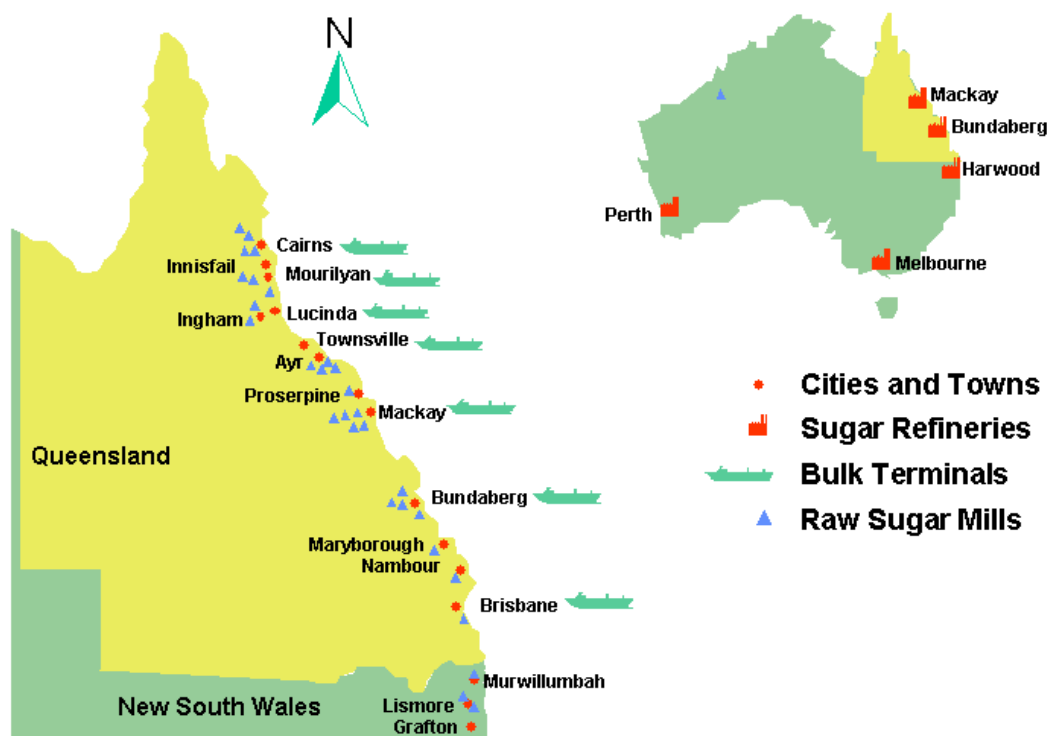 N
Mackay
Bundaberg
Harwood
Perth
Melbourne
Cairns
Innisfail
Mourilyan
Lucinda
Ingham
Townsville
Ayr
Proserpine
Mackay
Queensland
Bundaberg
Maryborough
Nambour
Brisbane
Murwillumbah
New South Wales
Lismore
Grafton
Cities and Towns
Sugar Refineries
Bulk Terminals
Raw Sugar Mills